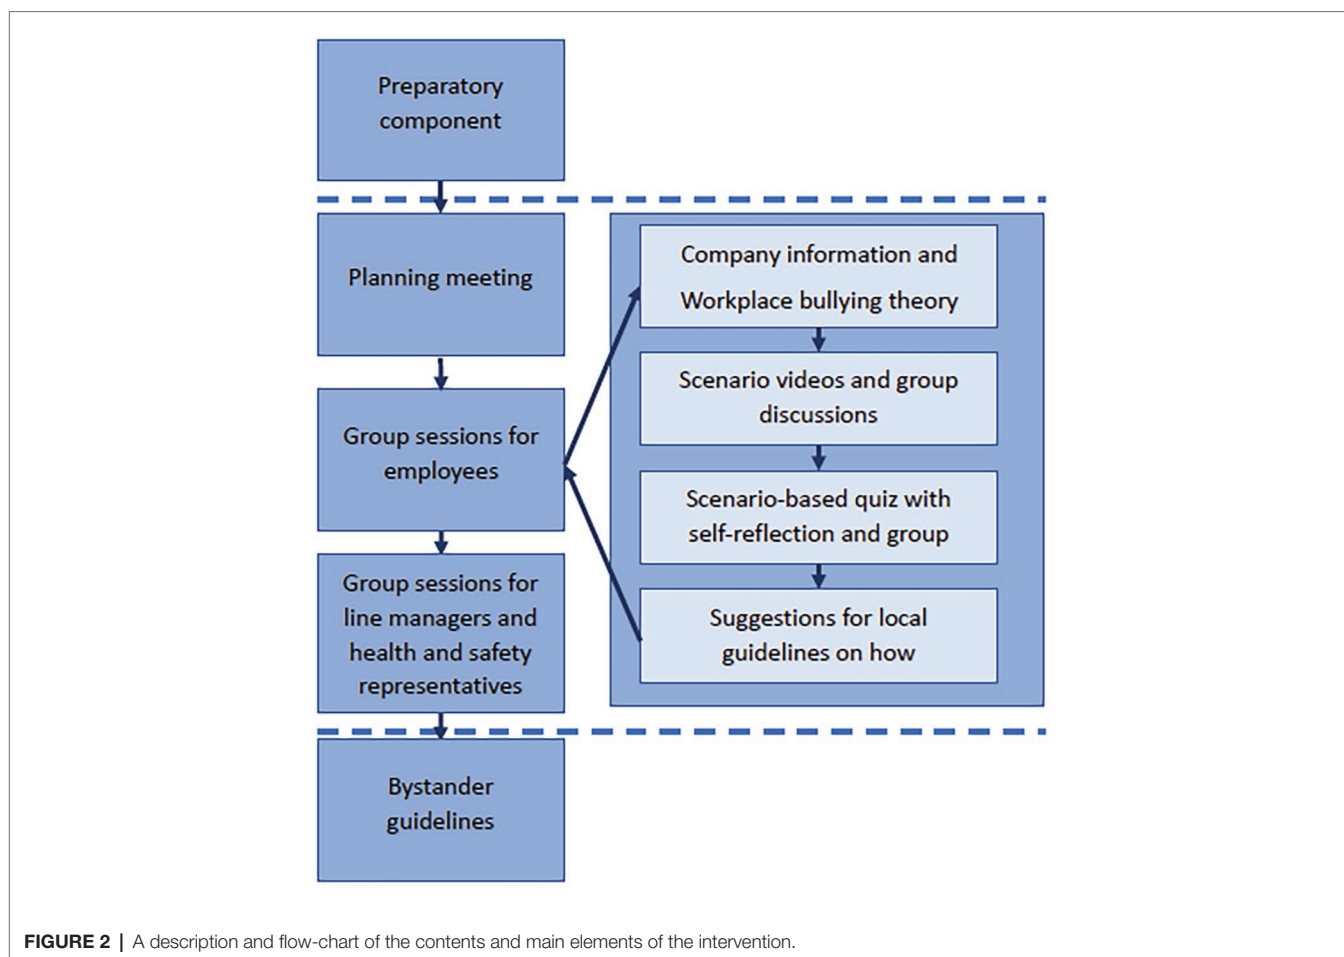 Preparatory
component
Planning meeting
Group sessions for
employees
Group sessions for
line managers and
health and safety
representatives
Bystander
guidelines
Company information and
Workplace bullying theory
Scenario videos and group
discussions
Scenario-based quiz with
self-reflection and group
Suggestions for local
guidelines on how
FIGURE 2 | A description and flow-chart of the contents and main elements of the intervention.